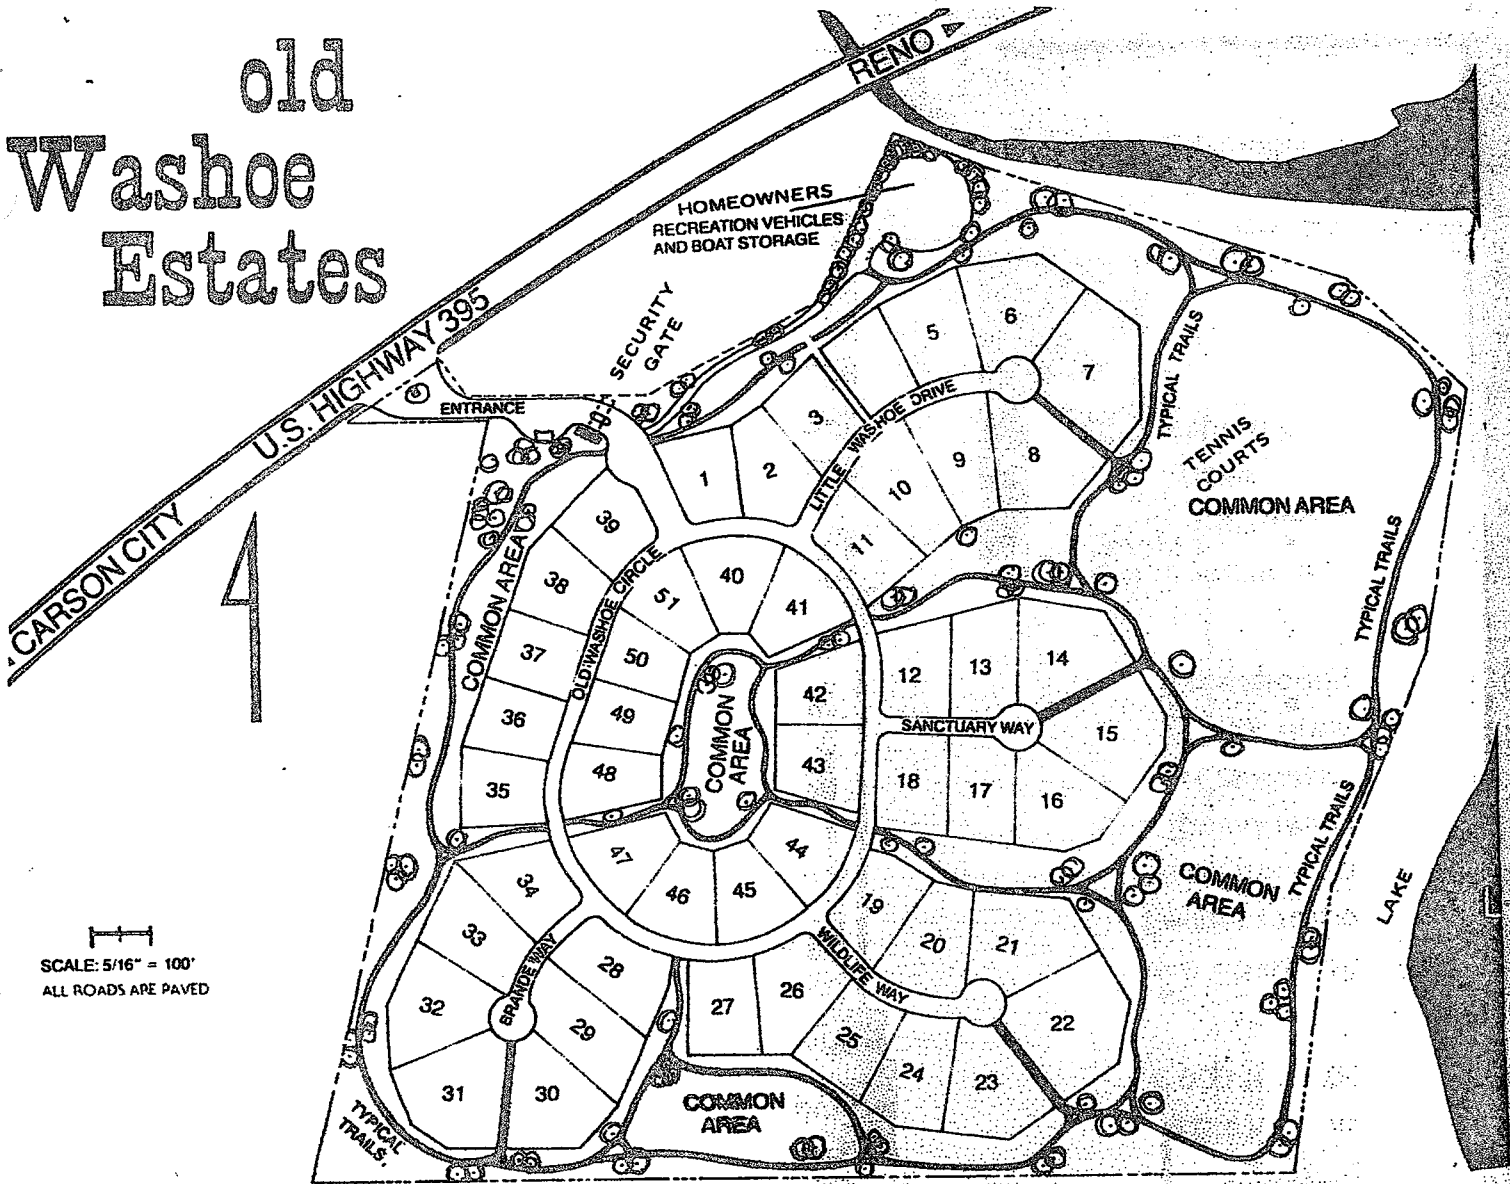 old
Washoe
Estates
RENO
U.S. HIGHWAY 395
CARSON CITY
HOMEOWNERS
RECREATION VEHICLES
AND BOAT STORAGE
SECURITY
GATE
ENTRANCE
LITTLE WASHOE DRIVE
OLD WASHOE CIRCLE
SANCTUARY WAY
WILDLIFE WAY
BRANDE WAY
TYPICAL TRAILS
TENNIS
COURTS
COMMON AREA
TYPICAL TRAILS
COMMON AREA
COMMON
AREA
COMMON
AREA
TYPICAL TRAILS
LAKE
COMMON
AREA
TYPICAL
TRAILS.
1
2
3
5
6
7
8
9
10
11
12
13
14
15
16
17
18
19
20
21
22
23
24
25
26
27
28
29
30
31
32
33
34
35
36
37
38
39
40
41
42
43
44
45
46
47
48
49
50
51
SCALE: 5/16" = 100'
ALL ROADS ARE PAVED